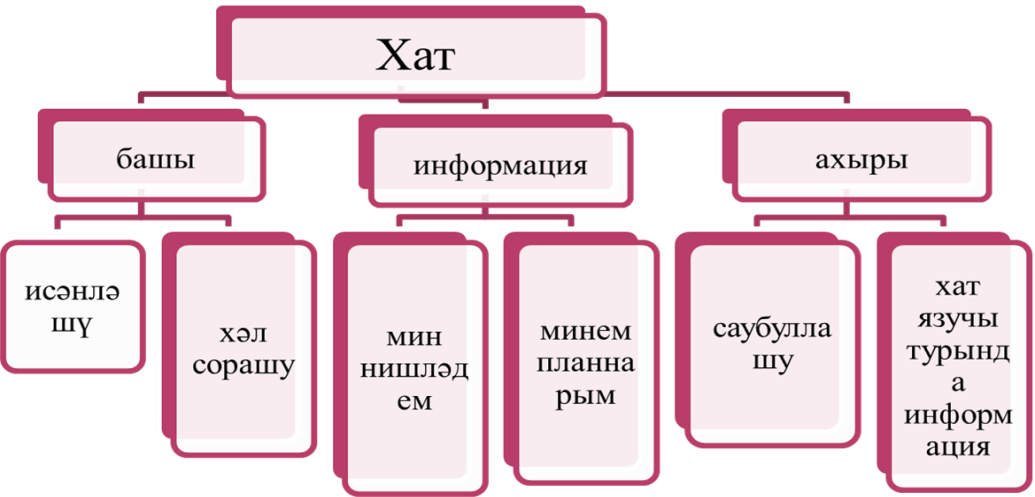 Хат
башы
информация
ахыры
исәнлә
шү
хәл
сорашу
мин
нишләд
ем
минем
планна
рым
саубулла
шу
хат
язучы
турынд
а
информ
ация